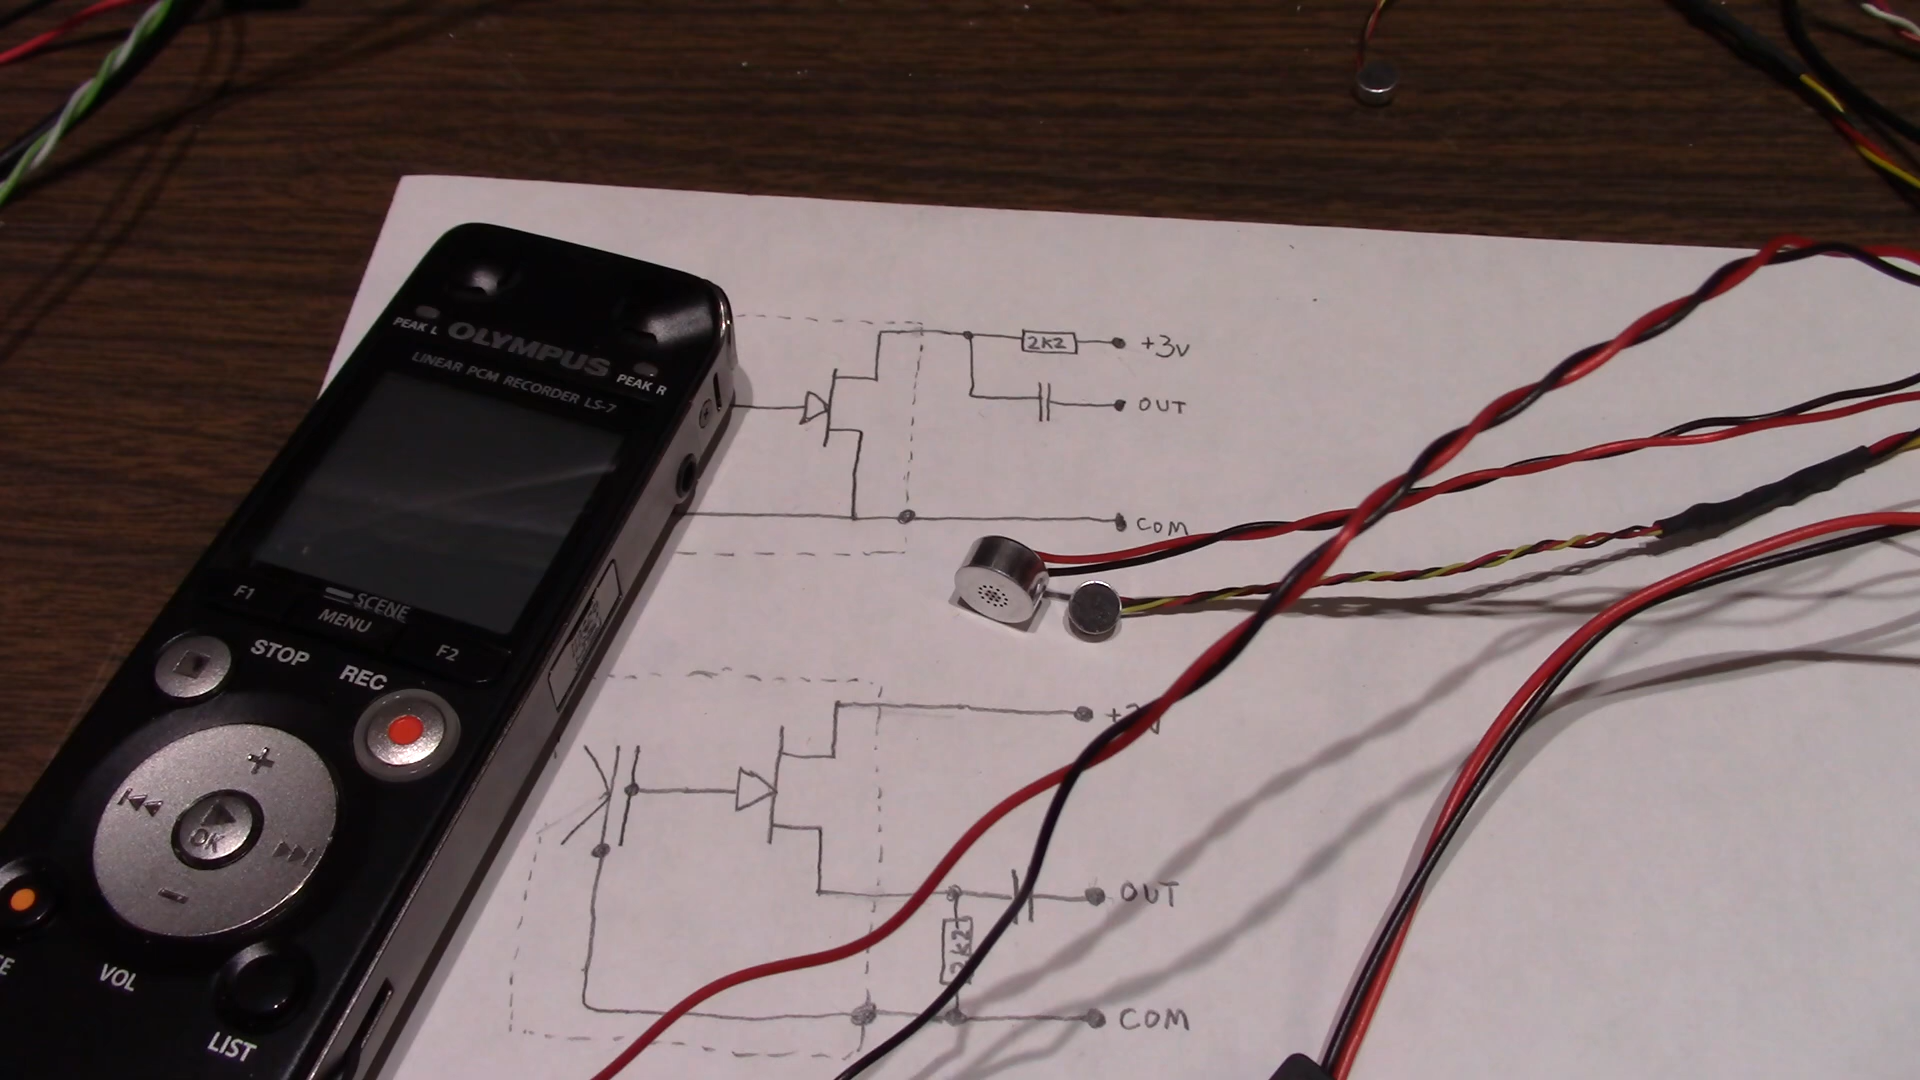 PEAK L
OLYMPUS
PEAK R
LINEAR PCM RECORDER LS-7
F1
SCENE
MENU
F2
STOP
REC
+
OK
−
VOL
LIST
2K2
+3V
OUT
COM
OUT
2K2
COM